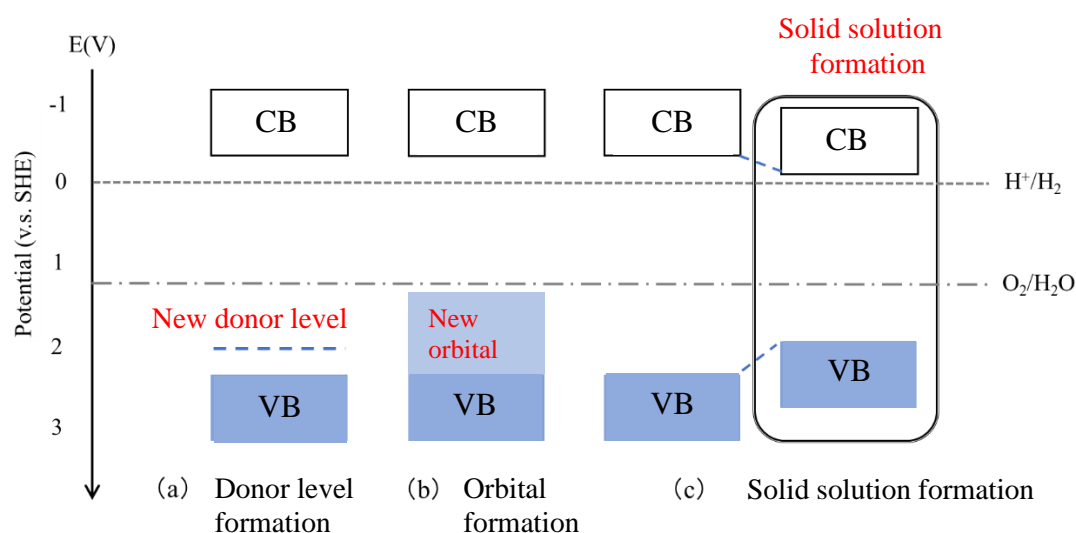 Solid solution
formation
E(V)
-1
0
1
2
3
Potential (v.s. SHE)
CB
CB
CB
CB
H⁺/H₂
O₂/H₂O
New donor level
New
orbital
VB
VB
VB
VB
（a） Donor level
formation
（b） Orbital
formation
（c） Solid solution formation